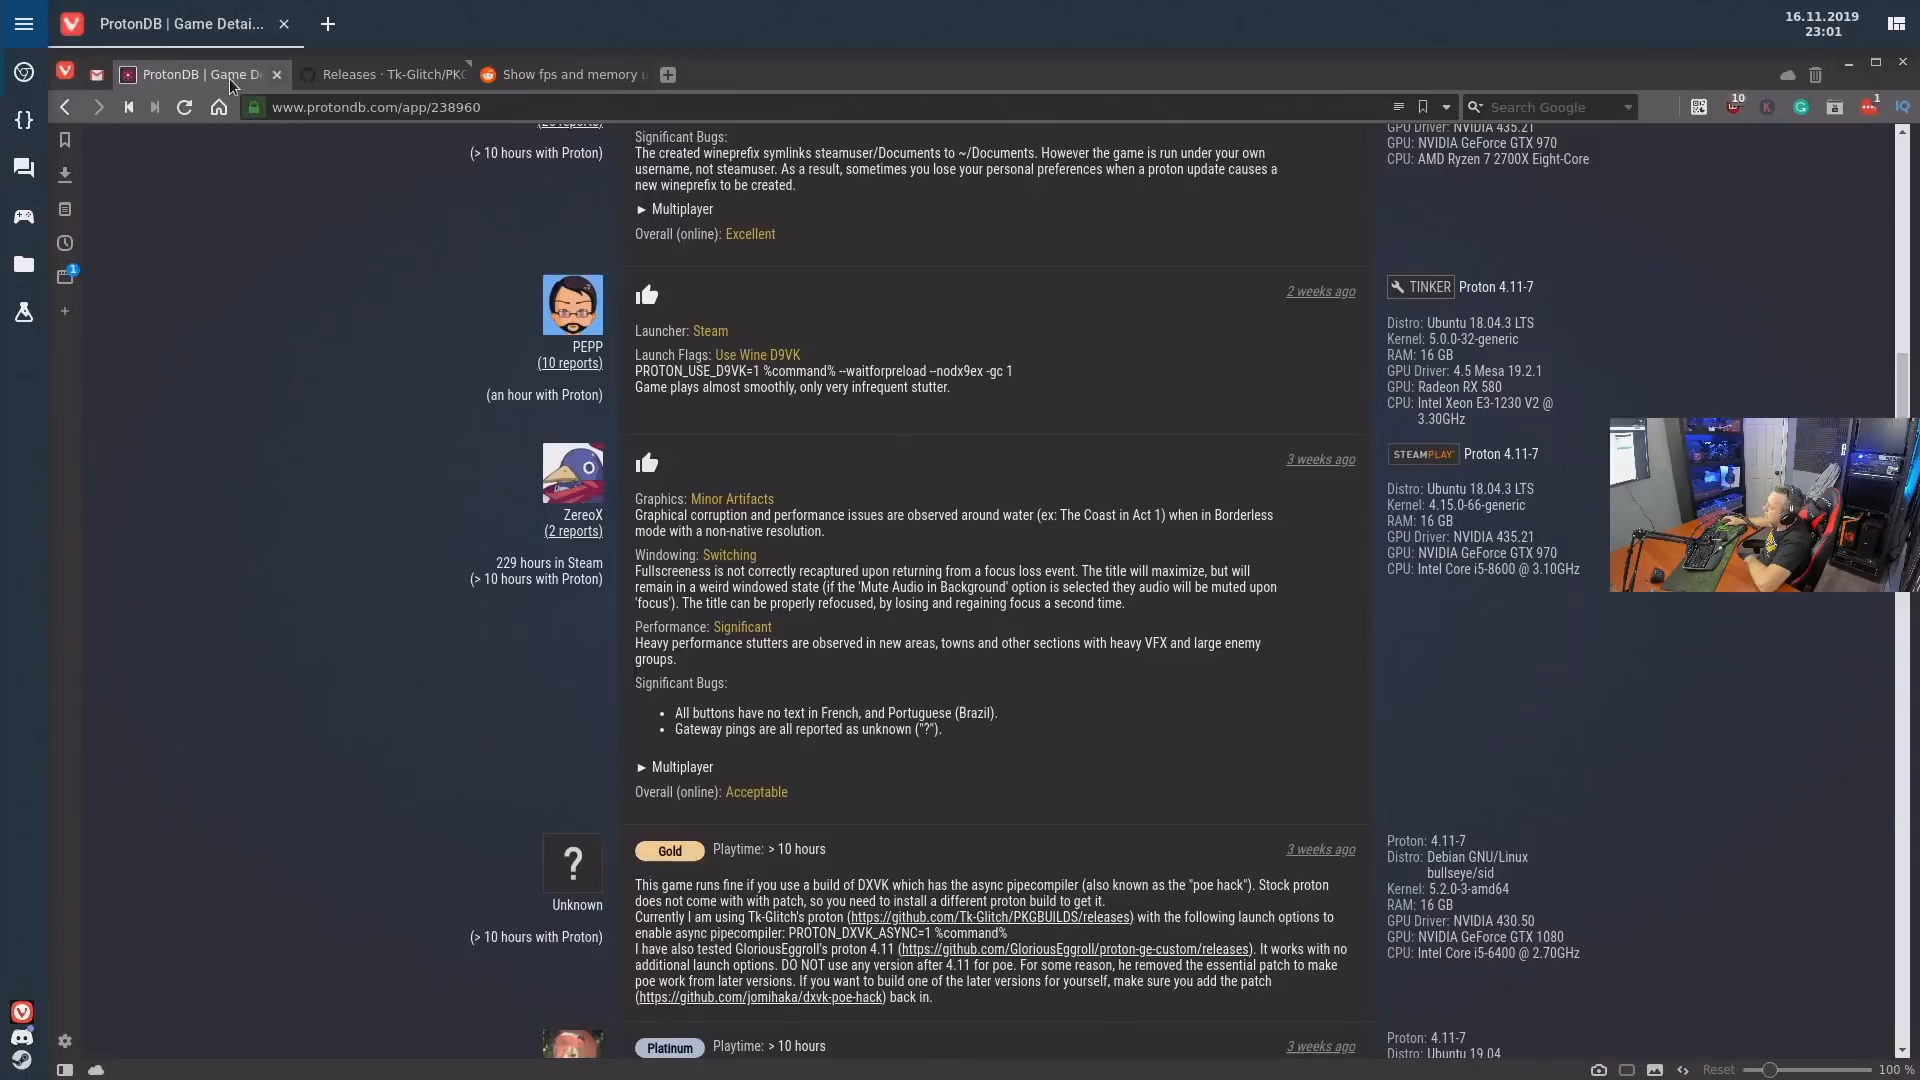 ProtonDB | Game Detai...
16.11.2019
23:01
ProtonDB | Game D
Releases · Tk-Glitch/PKG
Show fps and memory u
www.protondb.com/app/238960
Search Google
10
1
(> 10 hours with Proton)
Significant Bugs:
The created wineprefix symlinks steamuser/Documents to ~/Documents. However the game is run under your own
username, not steamuser. As a result, sometimes you lose your personal preferences when a proton update causes a
new wineprefix to be created.
► Multiplayer
Overall (online): Excellent
GPU Driver: NVIDIA 435.21
GPU: NVIDIA GeForce GTX 970
CPU: AMD Ryzen 7 2700X Eight-Core
1
PEPP
(10 reports)
(an hour with Proton)
2 weeks ago
Launcher: Steam
Launch Flags: Use Wine D9VK
PROTON_USE_D9VK=1 %command% --waitforpreload --nodx9ex -gc 1
Game plays almost smoothly, only very infrequent stutter.
TINKER Proton 4.11-7
Distro: Ubuntu 18.04.3 LTS
Kernel: 5.0.0-32-generic
RAM: 16 GB
GPU Driver: 4.5 Mesa 19.2.1
GPU: Radeon RX 580
CPU: Intel Xeon E3-1230 V2 @
3.30GHz
ZereoX
(2 reports)
229 hours in Steam
(> 10 hours with Proton)
3 weeks ago
Graphics: Minor Artifacts
Graphical corruption and performance issues are observed around water (ex: The Coast in Act 1) when in Borderless
mode with a non-native resolution.
Windowing: Switching
Fullscreeness is not correctly recaptured upon returning from a focus loss event. The title will maximize, but will
remain in a weird windowed state (if the 'Mute Audio in Background' option is selected they audio will be muted upon
'focus'). The title can be properly refocused, by losing and regaining focus a second time.
Performance: Significant
Heavy performance stutters are observed in new areas, towns and other sections with heavy VFX and large enemy
groups.
Significant Bugs:
• All buttons have no text in French, and Portuguese (Brazil).
• Gateway pings are all reported as unknown ("?").
► Multiplayer
Overall (online): Acceptable
STEAMPLAY Proton 4.11-7
Distro: Ubuntu 18.04.3 LTS
Kernel: 4.15.0-66-generic
RAM: 16 GB
GPU Driver: NVIDIA 435.21
GPU: NVIDIA GeForce GTX 970
CPU: Intel Core i5-8600 @ 3.10GHz
?
Unknown
(> 10 hours with Proton)
Gold Playtime: > 10 hours
3 weeks ago
This game runs fine if you use a build of DXVK which has the async pipecompiler (also known as the "poe hack"). Stock proton
does not come with with patch, so you need to install a different proton build to get it.
Currently I am using Tk-Glitch's proton (https://github.com/Tk-Glitch/PKGBUILDS/releases) with the following launch options to
enable async pipecompiler: PROTON_DXVK_ASYNC=1 %command%
I have also tested GloriousEggroll's proton 4.11 (https://github.com/GloriousEggroll/proton-ge-custom/releases). It works with no
additional launch options. DO NOT use any version after 4.11 for poe. For some reason, he removed the essential patch to make
poe work from later versions. If you want to build one of the later versions for yourself, make sure you add the patch
(https://github.com/jomihaka/dxvk-poe-hack) back in.
Proton: 4.11-7
Distro: Debian GNU/Linux
bullseye/sid
Kernel: 5.2.0-3-amd64
RAM: 16 GB
GPU Driver: NVIDIA 430.50
GPU: NVIDIA GeForce GTX 1080
CPU: Intel Core i5-6400 @ 2.70GHz
Platinum Playtime: > 10 hours
3 weeks ago
Proton: 4.11-7
Distro: Ubuntu 19.04
Reset
100 %